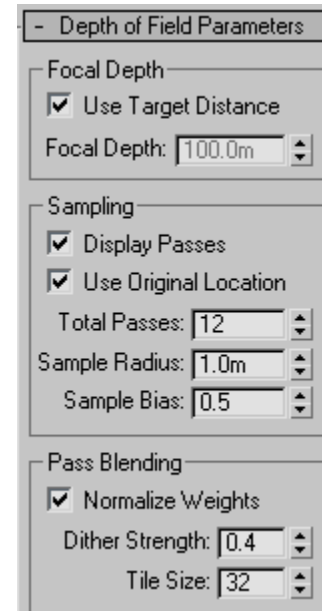 - Depth of Field Parameters
Focal Depth
Use Target Distance
Focal Depth: 100.0m
Sampling
Display Passes
Use Original Location
Total Passes: 12
Sample Radius: 1.0m
Sample Bias: 0.5
Pass Blending
Normalize Weights
Dither Strength: 0.4
Tile Size: 32